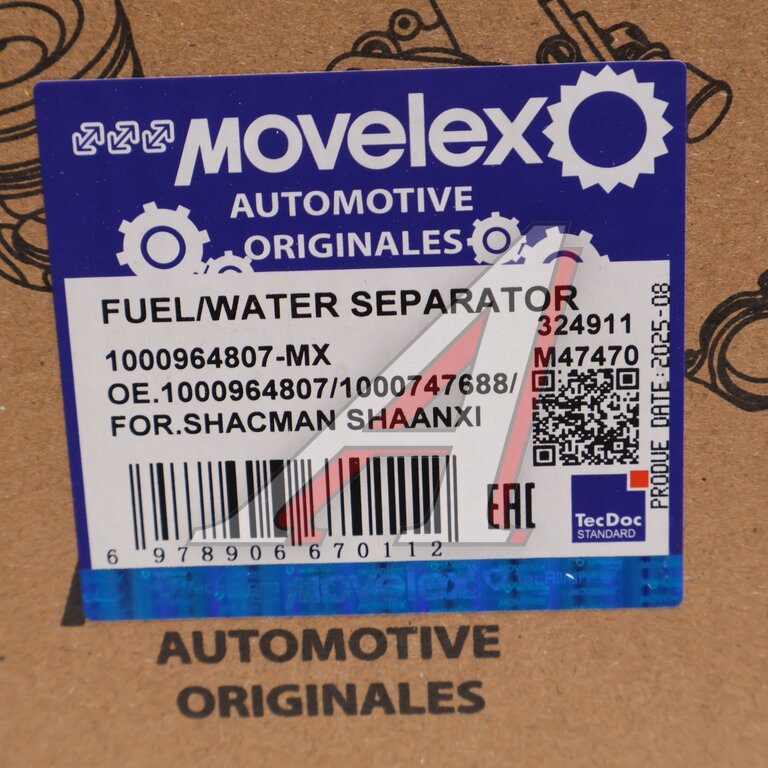 MOVELEX
AUTOMOTIVE
ORIGINALES
FUEL/WATER SEPARATOR
324911
1000964807-MX
M47470
OE.1000964807/1000747688/
FOR.SHACMAN SHAANXI
PRODUE DATE:2025-08
EAC
TecDoc
STANDARD
6 978906 670112
Movelex
AUTOMOTIVE
ORIGINALES